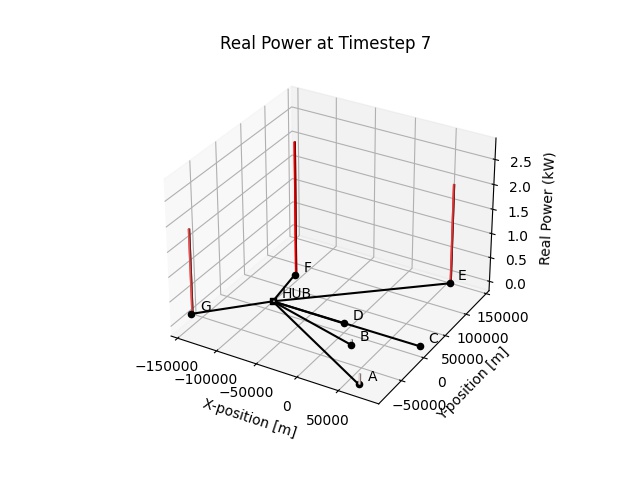 Real Power at Timestep 7
2.5
2.0
1.5
1.0
0.5
0.0
Real Power (kW)
F
E
HUB
G
D
B
C
A
150000
100000
50000
0
−50000
Y-position [m]
−150000
−100000
−50000
0
50000
X-position [m]